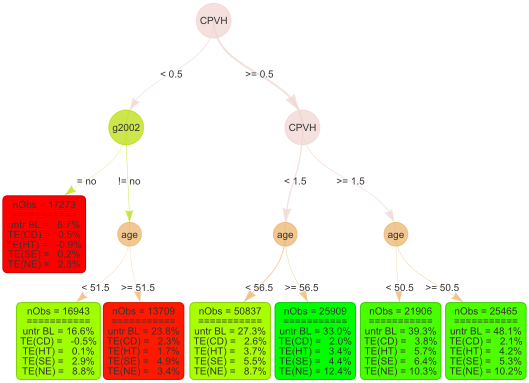 CPVH
< 0.5
>= 0.5
g2002
CPVH
= no
!= no
< 1.5
>= 1.5
nObs = 17273
===========
untr BL = 8.7%
TE(CD) = 0.5%
TE(HT) = -0.9%
TE(SE) = 0.2%
TE(NE) = 2.8%
age
age
age
< 51.5
>= 51.5
< 56.5
>= 56.5
< 50.5
>= 50.5
nObs = 16943
===========
untr BL = 16.6%
TE(CD) = -0.5%
TE(HT) = 0.1%
TE(SE) = 2.9%
TE(NE) = 8.8%
nObs = 13709
===========
untr BL = 23.8%
TE(CD) = 2.3%
TE(HT) = 1.7%
TE(SE) = 4.9%
TE(NE) = 3.4%
nObs = 50837
===========
untr BL = 27.3%
TE(CD) = 2.6%
TE(HT) = 3.7%
TE(SE) = 5.5%
TE(NE) = 8.7%
nObs = 25909
===========
untr BL = 33.0%
TE(CD) = 2.0%
TE(HT) = 3.4%
TE(SE) = 4.4%
TE(NE) = 12.4%
nObs = 21906
===========
untr BL = 39.3%
TE(CD) = 3.8%
TE(HT) = 5.7%
TE(SE) = 6.4%
TE(NE) = 10.3%
nObs = 25465
===========
untr BL = 48.1%
TE(CD) = 2.1%
TE(HT) = 4.2%
TE(SE) = 5.3%
TE(NE) = 10.2%